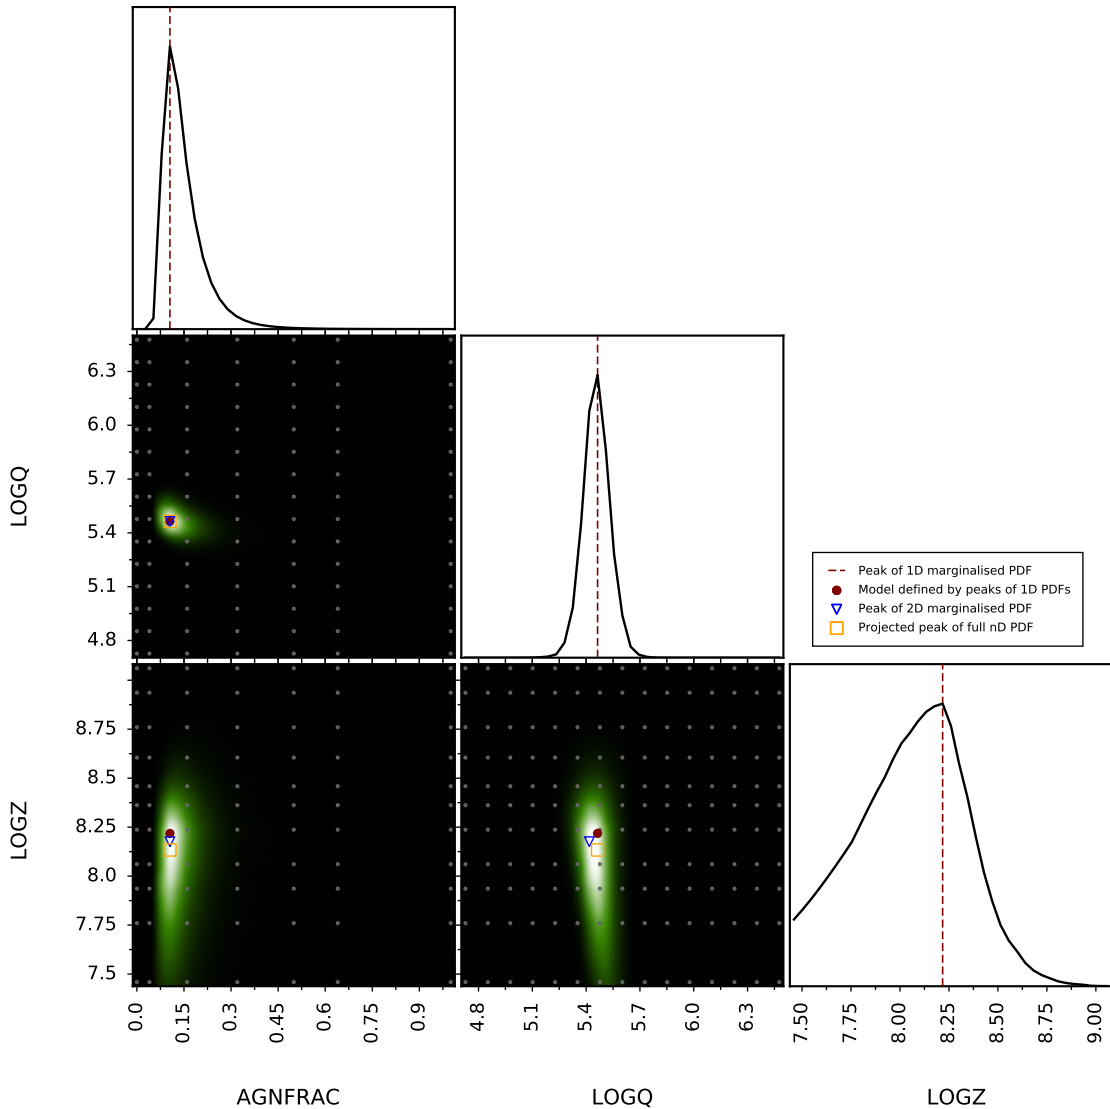 6.3
6.0
5.7
5.4
5.1
4.8
LOGQ
Peak of 1D marginalised PDF
Model defined by peaks of 1D PDFs
Peak of 2D marginalised PDF
Projected peak of full nD PDF
8.75
8.5
8.25
8.0
7.75
7.5
LOGZ
0.0 0.15 0.3 0.45 0.6 0.75 0.9
4.8 5.1 5.4 5.7 6.0 6.3
7.50 7.75 8.00 8.25 8.50 8.75 9.00
AGNFRAC LOGQ LOGZ